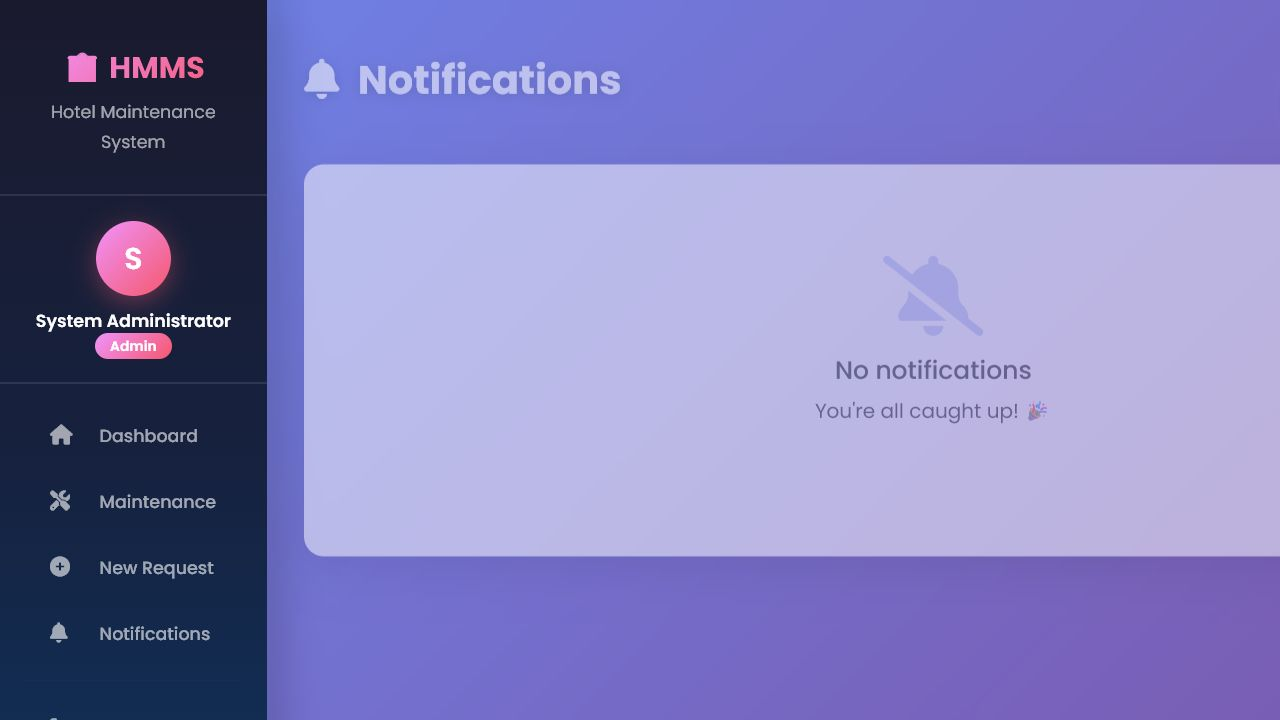 HMMS
Hotel Maintenance
System
S
System Administrator
Admin
Dashboard
Maintenance
New Request
Notifications
Notifications
No notifications
You're all caught up! 🎉